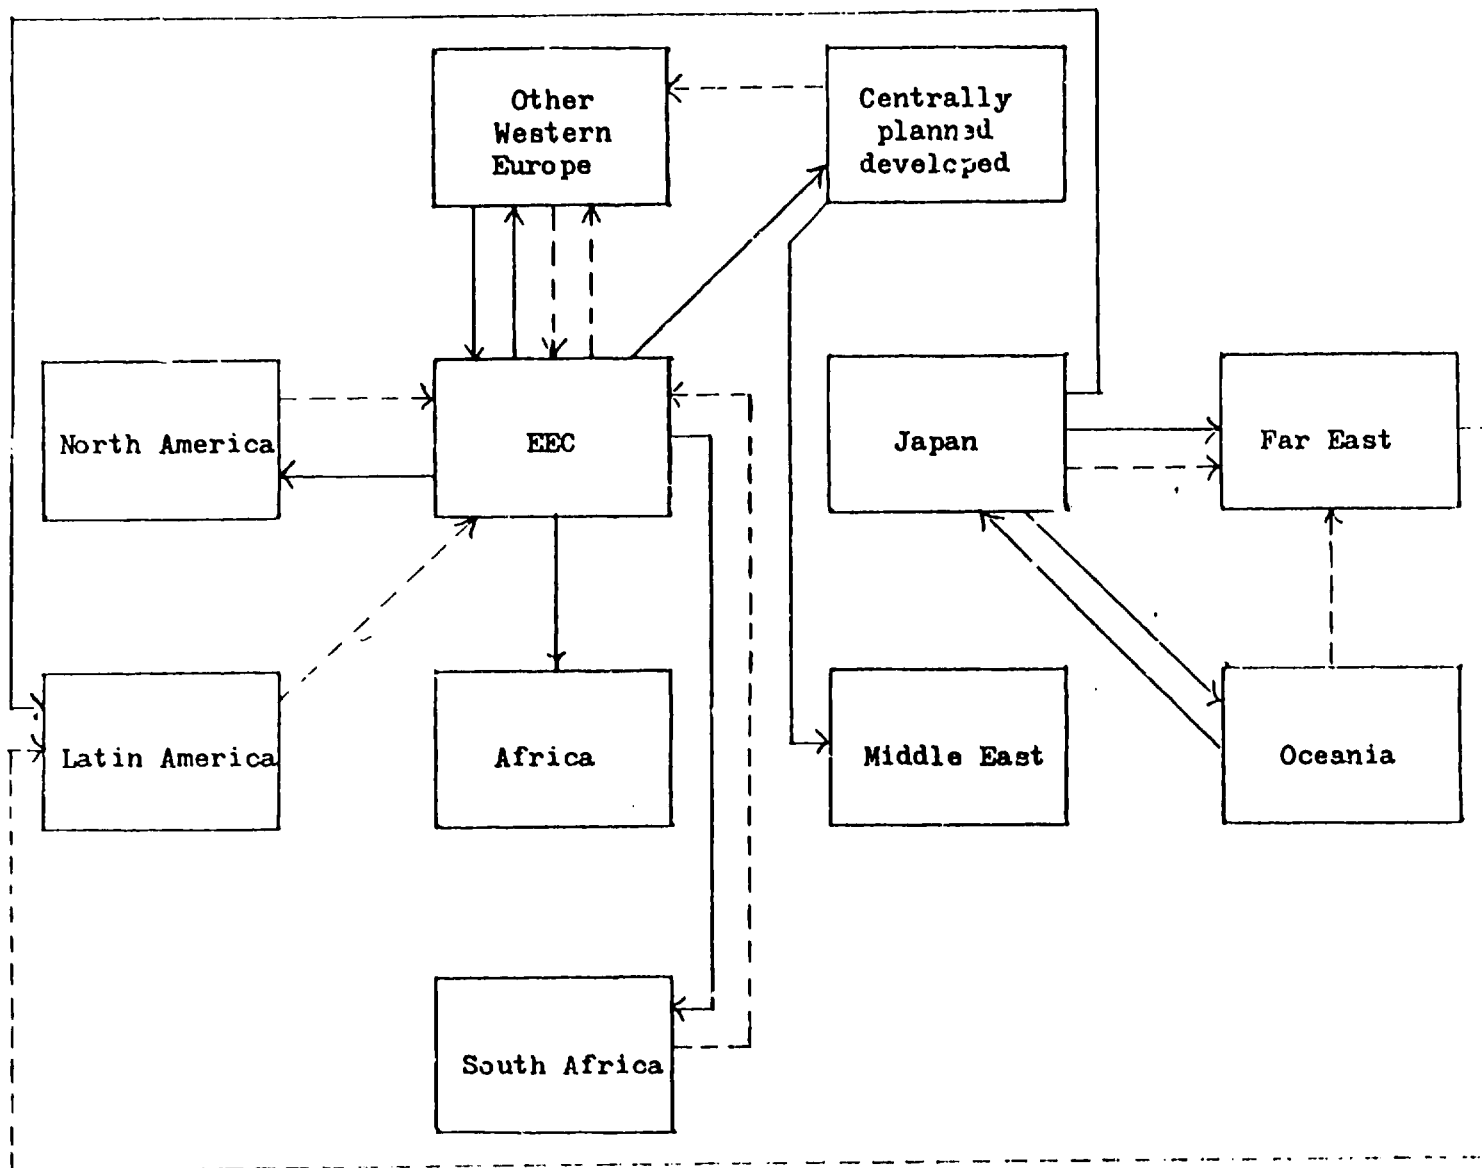 Other
Western
Europe
Centrally
planned
developed
North America
EEC
Japan
Far East
Latin America
Africa
Middle East
Oceania
South Africa